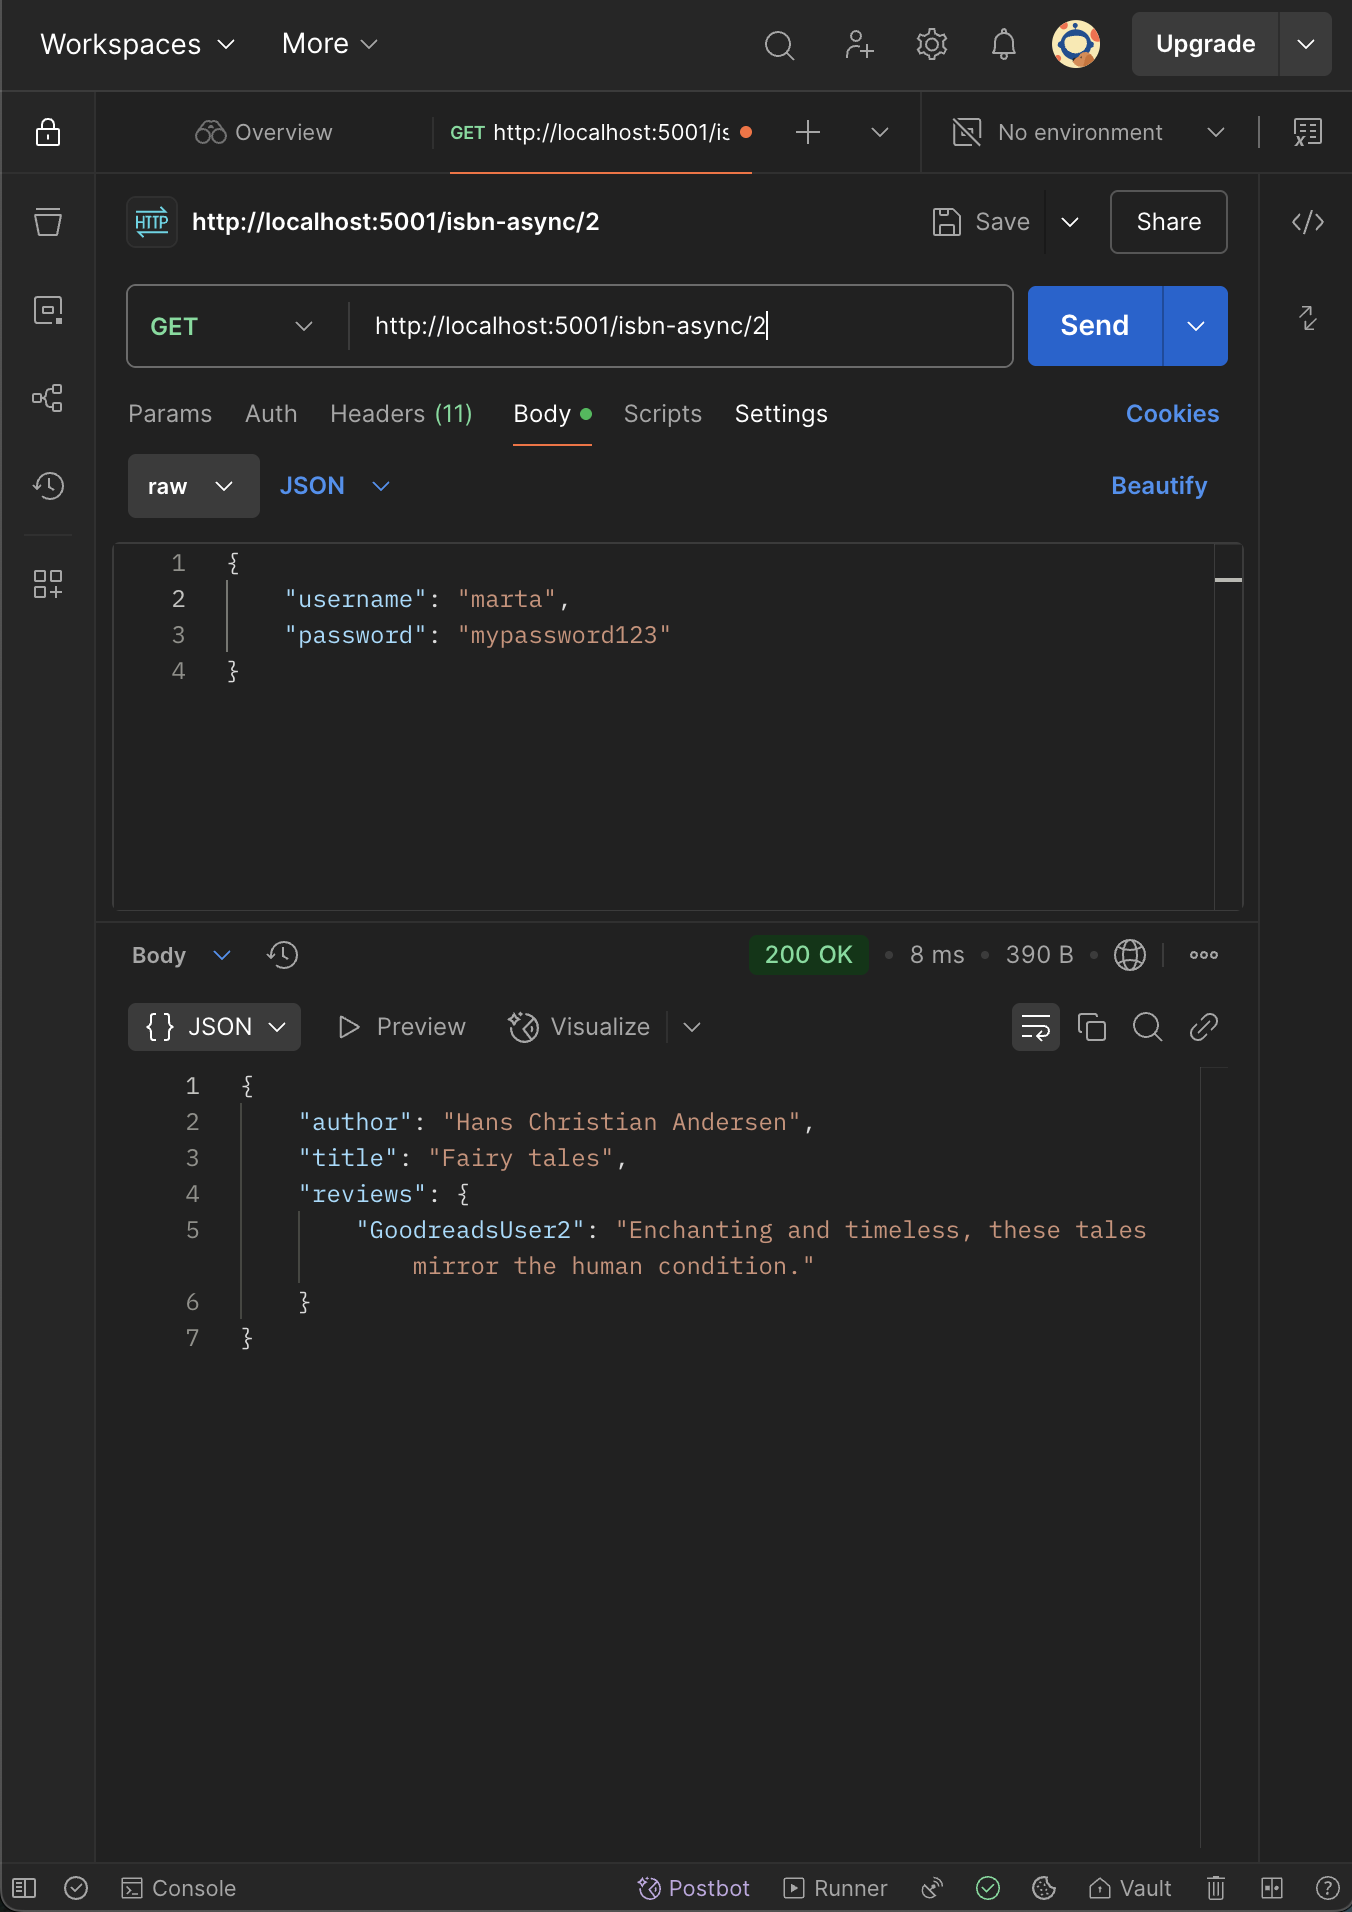 Workspaces More Upgrade
Overview GET http://localhost:5001/is No environment
HTTP http://localhost:5001/isbn-async/2 Save Share
GET http://localhost:5001/isbn-async/2 Send
Params Auth Headers (11) Body Scripts Settings Cookies
raw JSON Beautify
1 {
2 "username": "marta",
3 "password": "mypassword123"
4 }
Body 200 OK 8 ms 390 B
{} JSON Preview Visualize
1 {
2 "author": "Hans Christian Andersen",
3 "title": "Fairy tales",
4 "reviews": {
5 "GoodreadsUser2": "Enchanting and timeless, these tales
mirror the human condition."
6 }
7 }
Console Postbot Runner Vault